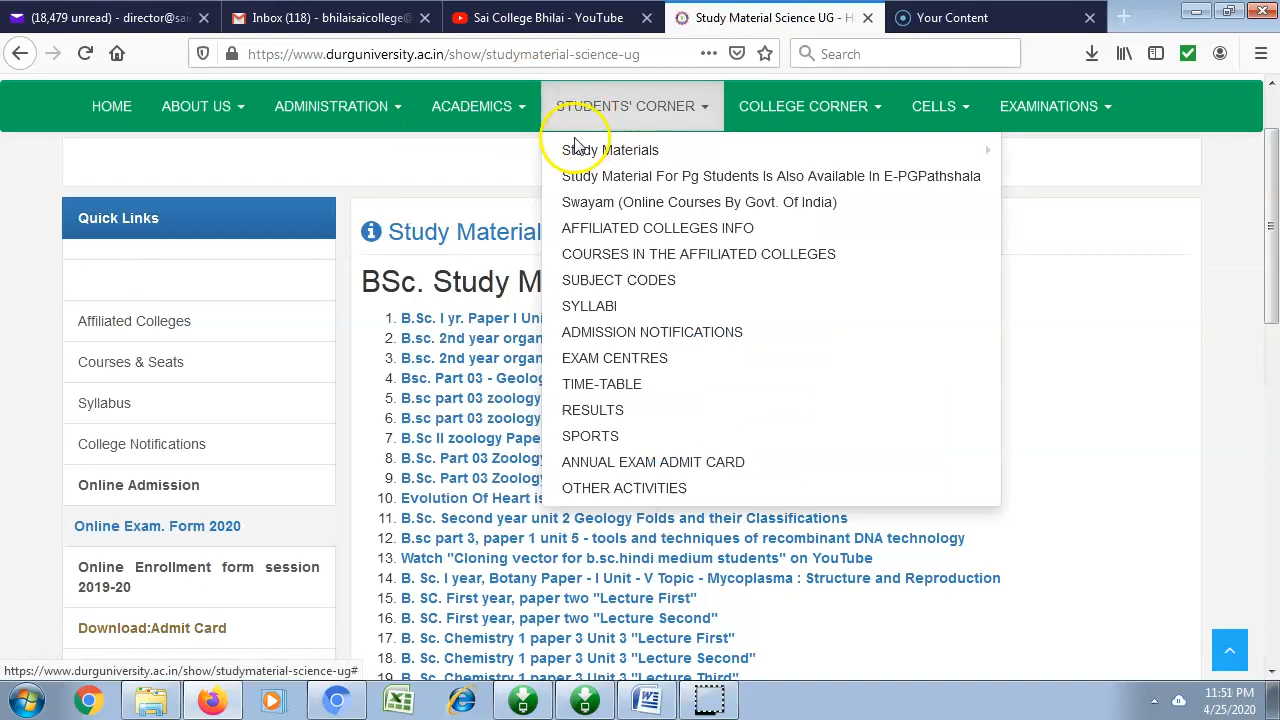 (18,479 unread) - director@sai
Inbox (118) - bhilaisaicollege@
Sai College Bhilai - YouTube
Study Material Science UG - H
Your Content
https://www.durguniversity.ac.in/show/studymaterial-science-ug
Search
HOME
ABOUT US
ADMINISTRATION
ACADEMICS
STUDENTS' CORNER
COLLEGE CORNER
CELLS
EXAMINATIONS
Study Materials
Study Material For Pg Students Is Also Available In E-PGPathshala
Swayam (Online Courses By Govt. Of India)
AFFILIATED COLLEGES INFO
COURSES IN THE AFFILIATED COLLEGES
SUBJECT CODES
SYLLABI
ADMISSION NOTIFICATIONS
EXAM CENTRES
TIME-TABLE
RESULTS
SPORTS
ANNUAL EXAM ADMIT CARD
OTHER ACTIVITIES
Quick Links
Affiliated Colleges
Courses & Seats
Syllabus
College Notifications
Online Admission
Online Exam. Form 2020
Online Enrollment form session
2019-20
Download:Admit Card
Study Material
BSc. Study M
1. B.Sc. I yr. Paper I Uni
2. B.sc. 2nd year organ
3. B.sc. 2nd year organ
4. Bsc. Part 03 - Geolog
5. B.sc part 03 zoology
6. B.sc part 03 zoology
7. B.Sc II zoology Pape
8. B.Sc. Part 03 Zoology
9. B.Sc. Part 03 Zoology
10. Evolution Of Heart is
11. B.Sc. Second year unit 2 Geology Folds and their Classifications
12. B.sc part 3, paper 1 unit 5 - tools and techniques of recombinant DNA technology
13. Watch "Cloning vector for b.sc.hindi medium students" on YouTube
14. B. Sc. I year, Botany Paper - I Unit - V Topic - Mycoplasma : Structure and Reproduction
15. B. SC. First year, paper two "Lecture First"
16. B. SC. First year, paper two "Lecture Second"
17. B. Sc. Chemistry 1 paper 3 Unit 3 "Lecture First"
18. B. Sc. Chemistry 1 paper 3 Unit 3 "Lecture Second"
19. B. Sc. Chemistry 1 paper 3 Unit 3 "Lecture Third"
https://www.durguniversity.ac.in/show/studymaterial-science-ug#
11:51 PM
4/25/2020